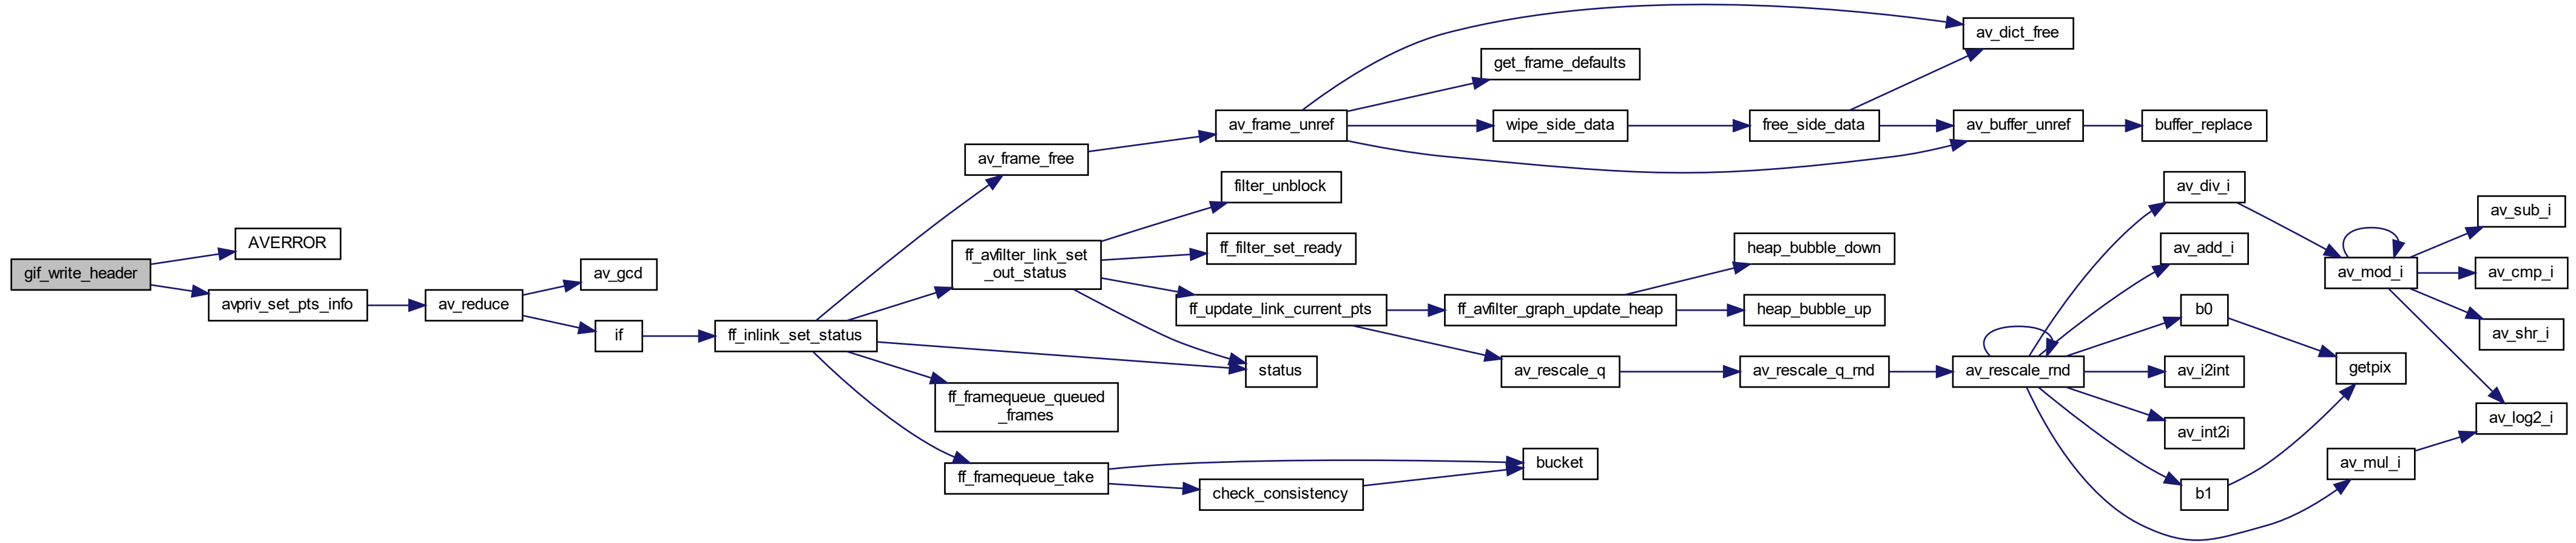 gif_write_header
AVERROR
avpriv_set_pts_info
av_reduce
av_gcd
if
ff_inlink_set_status
av_frame_free
ff_avfilter_link_set
_out_status
ff_framequeue_queued
_frames
ff_framequeue_take
av_frame_unref
filter_unblock
ff_filter_set_ready
ff_update_link_current_pts
status
check_consistency
get_frame_defaults
wipe_side_data
ff_avfilter_graph_update_heap
av_rescale_q
bucket
free_side_data
heap_bubble_down
heap_bubble_up
av_rescale_q_rnd
av_dict_free
av_buffer_unref
av_rescale_rnd
buffer_replace
av_div_i
av_add_i
b0
av_i2int
av_int2i
b1
av_mod_i
getpix
av_mul_i
av_sub_i
av_cmp_i
av_shr_i
av_log2_i